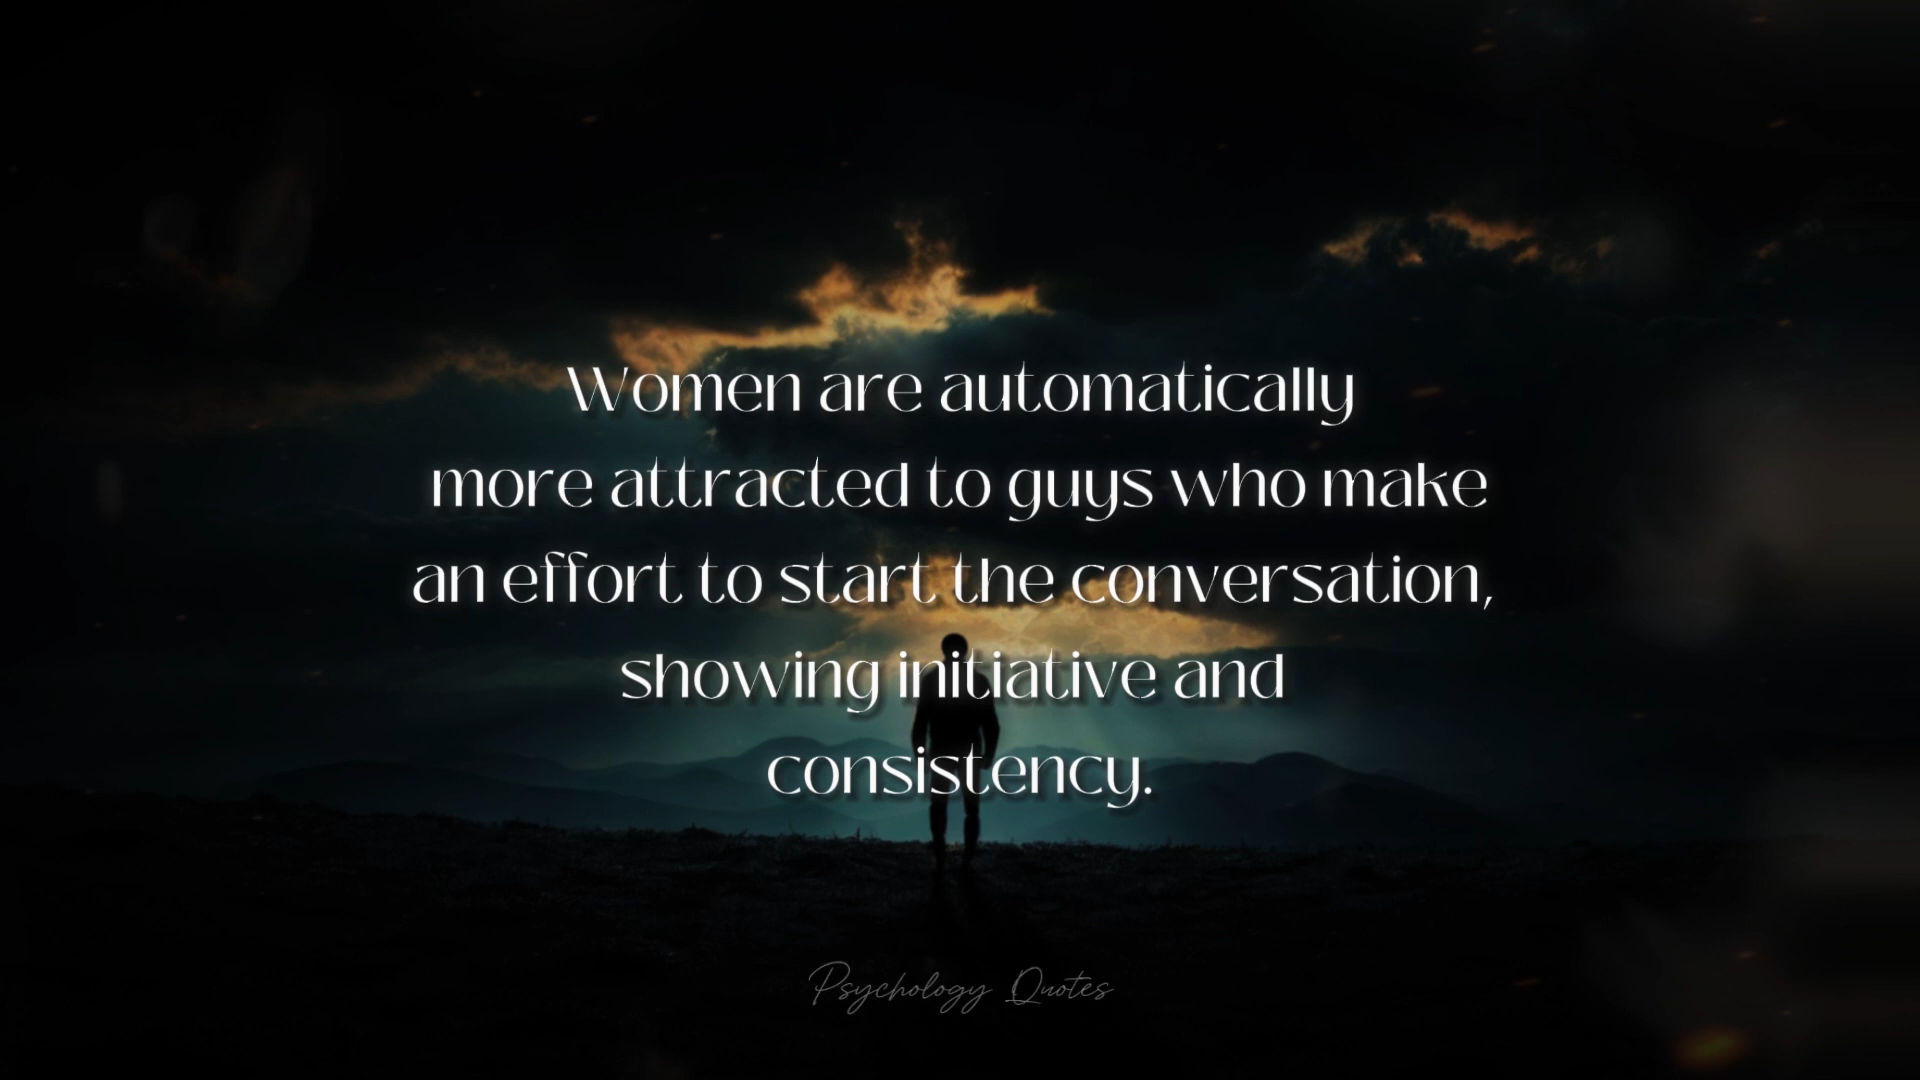 Women are automatically
more attracted to guys who make
an effort to start the conversation,
showing initiative and
consistency.
Psychology Quotes